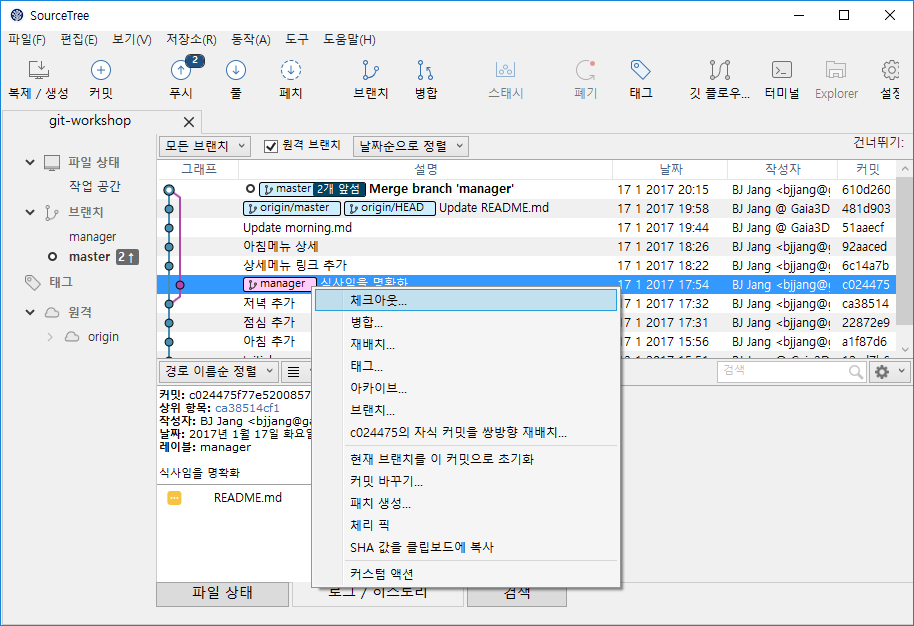 SourceTree
파일(F) 편집(E) 보기(V) 저장소(R) 동작(A) 도구 도움말(H)
2
복제 / 생성 커밋 푸시 풀 페치 브랜치 병합 스태시 폐기 태그 깃 플로우... 터미널 Explorer 설정
git-workshop
모든 브랜치 원격 브랜치 날짜순으로 정렬 건너뛰기:
파일 상태
작업 공간
브랜치
manager
master 2↑
태그
원격
origin
그래프 설명 날짜 작성자 커밋
master 2개 앞섬 Merge branch 'manager' 17 1 2017 20:15 BJ Jang <bjjang@g 610d260
origin/master origin/HEAD Update README.md 17 1 2017 19:58 BJ Jang @ Gaia3D 481d903
Update morning.md 17 1 2017 19:44 BJ Jang @ Gaia3D 51aaecf
아침메뉴 상세 17 1 2017 18:26 BJ Jang <bjjang@g 92aaced
상세메뉴 링크 추가 17 1 2017 18:22 BJ Jang <bjjang@g 6c14a7b
manager 식사임을 명확화 17 1 2017 17:54 BJ Jang <bjjang@g c024475
저녁 추가 17 1 2017 17:32 BJ Jang <bjjang@g ca38514
점심 추가 17 1 2017 17:31 BJ Jang <bjjang@g 22872e9
아침 추가 17 1 2017 15:56 BJ Jang <bjjang@g a1f87d6
경로 이름순 정렬 검색
커밋: c024475f77e5200857
상위 항목: ca38514cf1
작성자: BJ Jang <bjjang@ga
날짜: 2017년 1월 17일 화요일
레이블: manager
식사임을 명확화
README.md
체크아웃...
병합...
재배치...
태그...
아카이브...
브랜치...
c024475의 자식 커밋을 쌍방향 재배치...
현재 브랜치를 이 커밋으로 초기화
커밋 바꾸기...
패치 생성...
체리 픽
SHA 값을 클립보드에 복사
커스텀 액션
파일 상태 로그 / 히스토리 검색